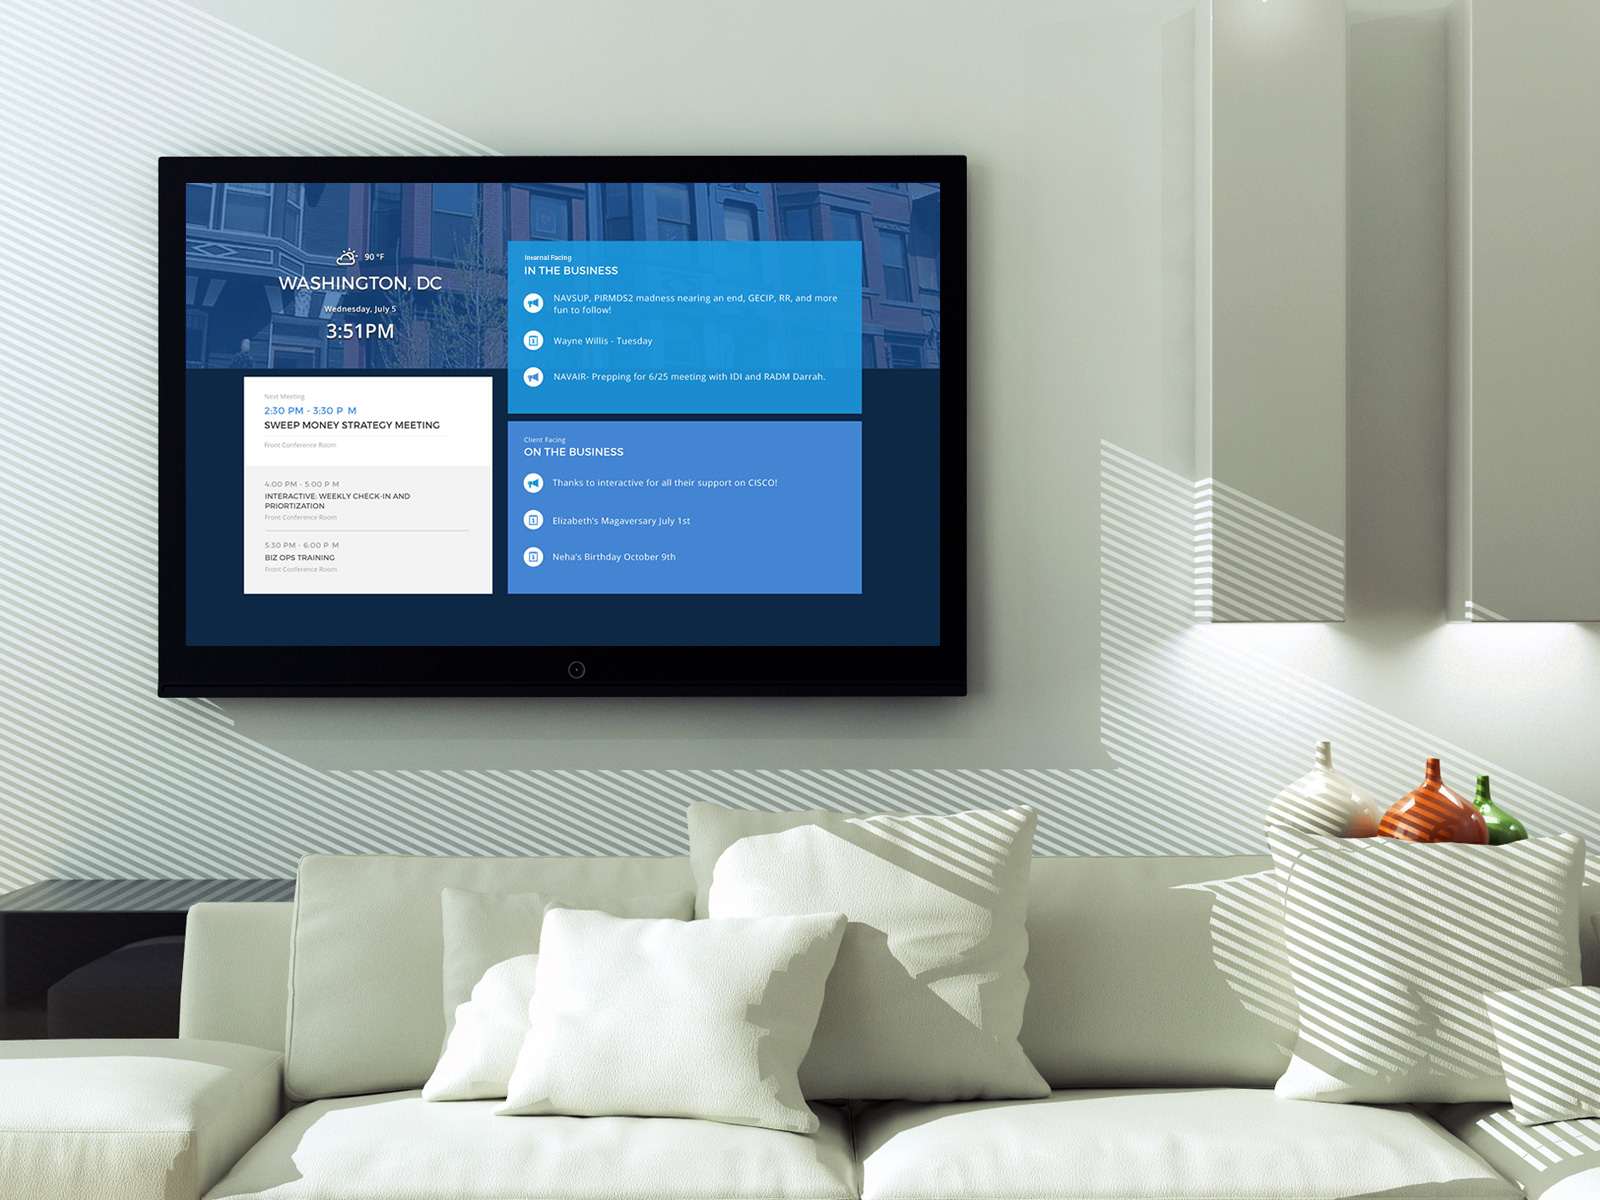 90 °F
WASHINGTON, DC
Wednesday, July 5
3:51PM
Next Meeting
2:30 PM - 3:30 P M
SWEEP MONEY STRATEGY MEETING
Front Conference Room
4:00 PM - 5:00 P M
INTERACTIVE: WEEKLY CHECK-IN AND
PRIORTIZATION
Front Conference Room
5:30 PM - 6:00 P M
BIZ OPS TRAINING
Front Conference Room
Internal Facing
IN THE BUSINESS
NAVSUP, PIRMDS2 madness nearing an end, GECIP, RR, and more
fun to follow!
1
Wayne Willis - Tuesday
NAVAIR- Prepping for 6/25 meeting with IDI and RADM Darrah.
Client Facing
ON THE BUSINESS
Thanks to interactive for all their support on CISCO!
1
Elizabeth's Magaversary July 1st
1
Neha's Birthday October 9th